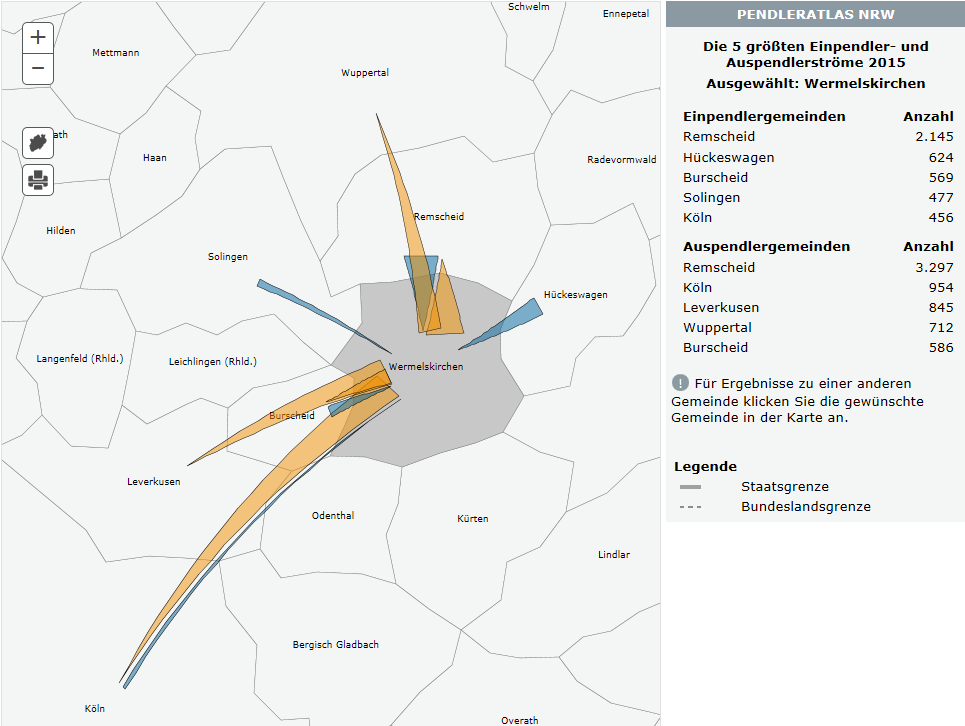 Schwelm
Ennepetal
Mettmann
Wuppertal
ath
Haan
Radevormwald
Remscheid
Hilden
Solingen
Hückeswagen
Langenfeld (Rhld.)
Leichlingen (Rhld.)
Wermelskirchen
Burscheid
Leverkusen
Odenthal
Kürten
Lindlar
Bergisch Gladbach
Köln
Overath
+
−
PENDLERATLAS NRW
Die 5 größten Einpendler- und
Auspendlerströme 2015
Ausgewählt: Wermelskirchen
Einpendlergemeinden Anzahl
Remscheid 2.145
Hückeswagen 624
Burscheid 569
Solingen 477
Köln 456
Auspendlergemeinden Anzahl
Remscheid 3.297
Köln 954
Leverkusen 845
Wuppertal 712
Burscheid 586
! Für Ergebnisse zu einer anderen
Gemeinde klicken Sie die gewünschte
Gemeinde in der Karte an.
Legende
Staatsgrenze
Bundeslandsgrenze